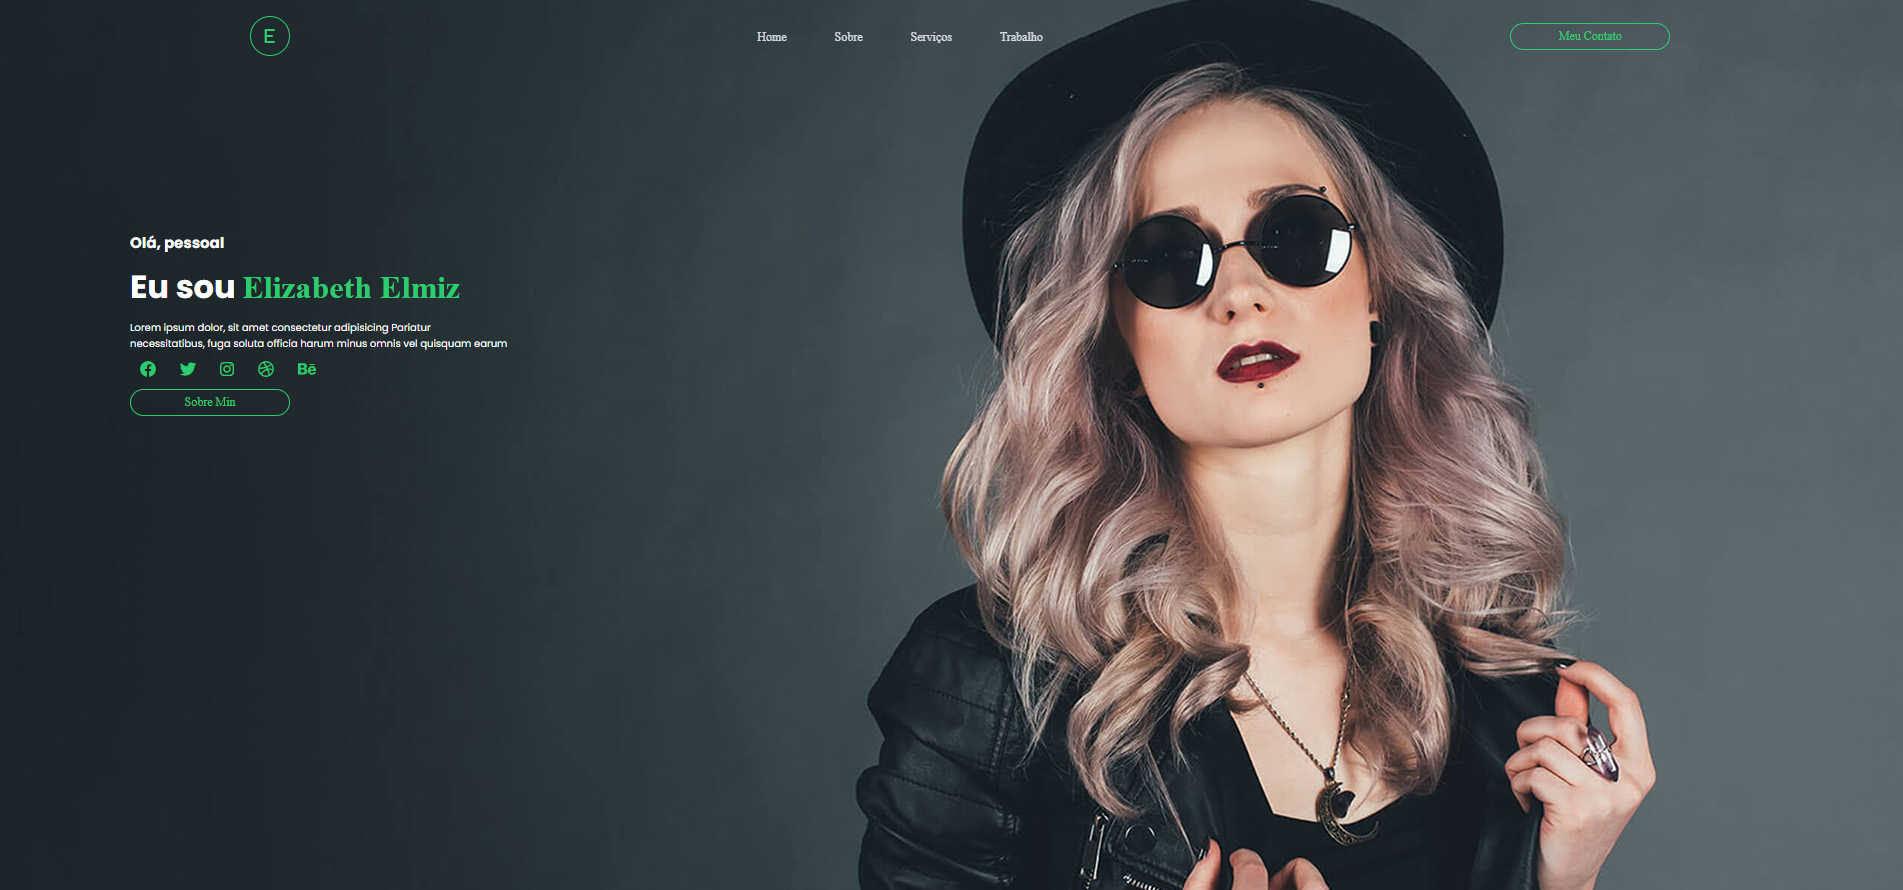 E
Home Sobre Serviços Trabalho
Meu Contato
Olá, pessoal
Eu sou Elizabeth Elmiz
Lorem ipsum dolor, sit amet consectetur adipisicing Pariatur
necessitatibus, fuga soluta officia harum minus omnis vel quisquam earum
Bē
Sobre Min